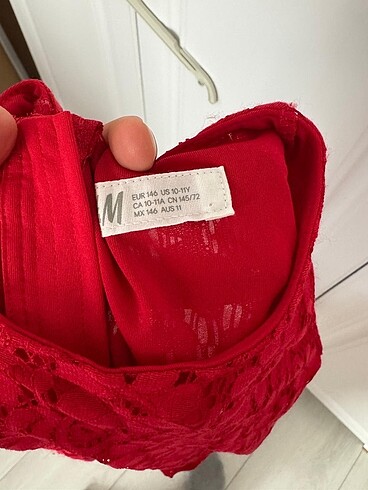 M
EUR 146 US 10-11Y
CA 10-11A CN 145/72
MX 146 AUS 11